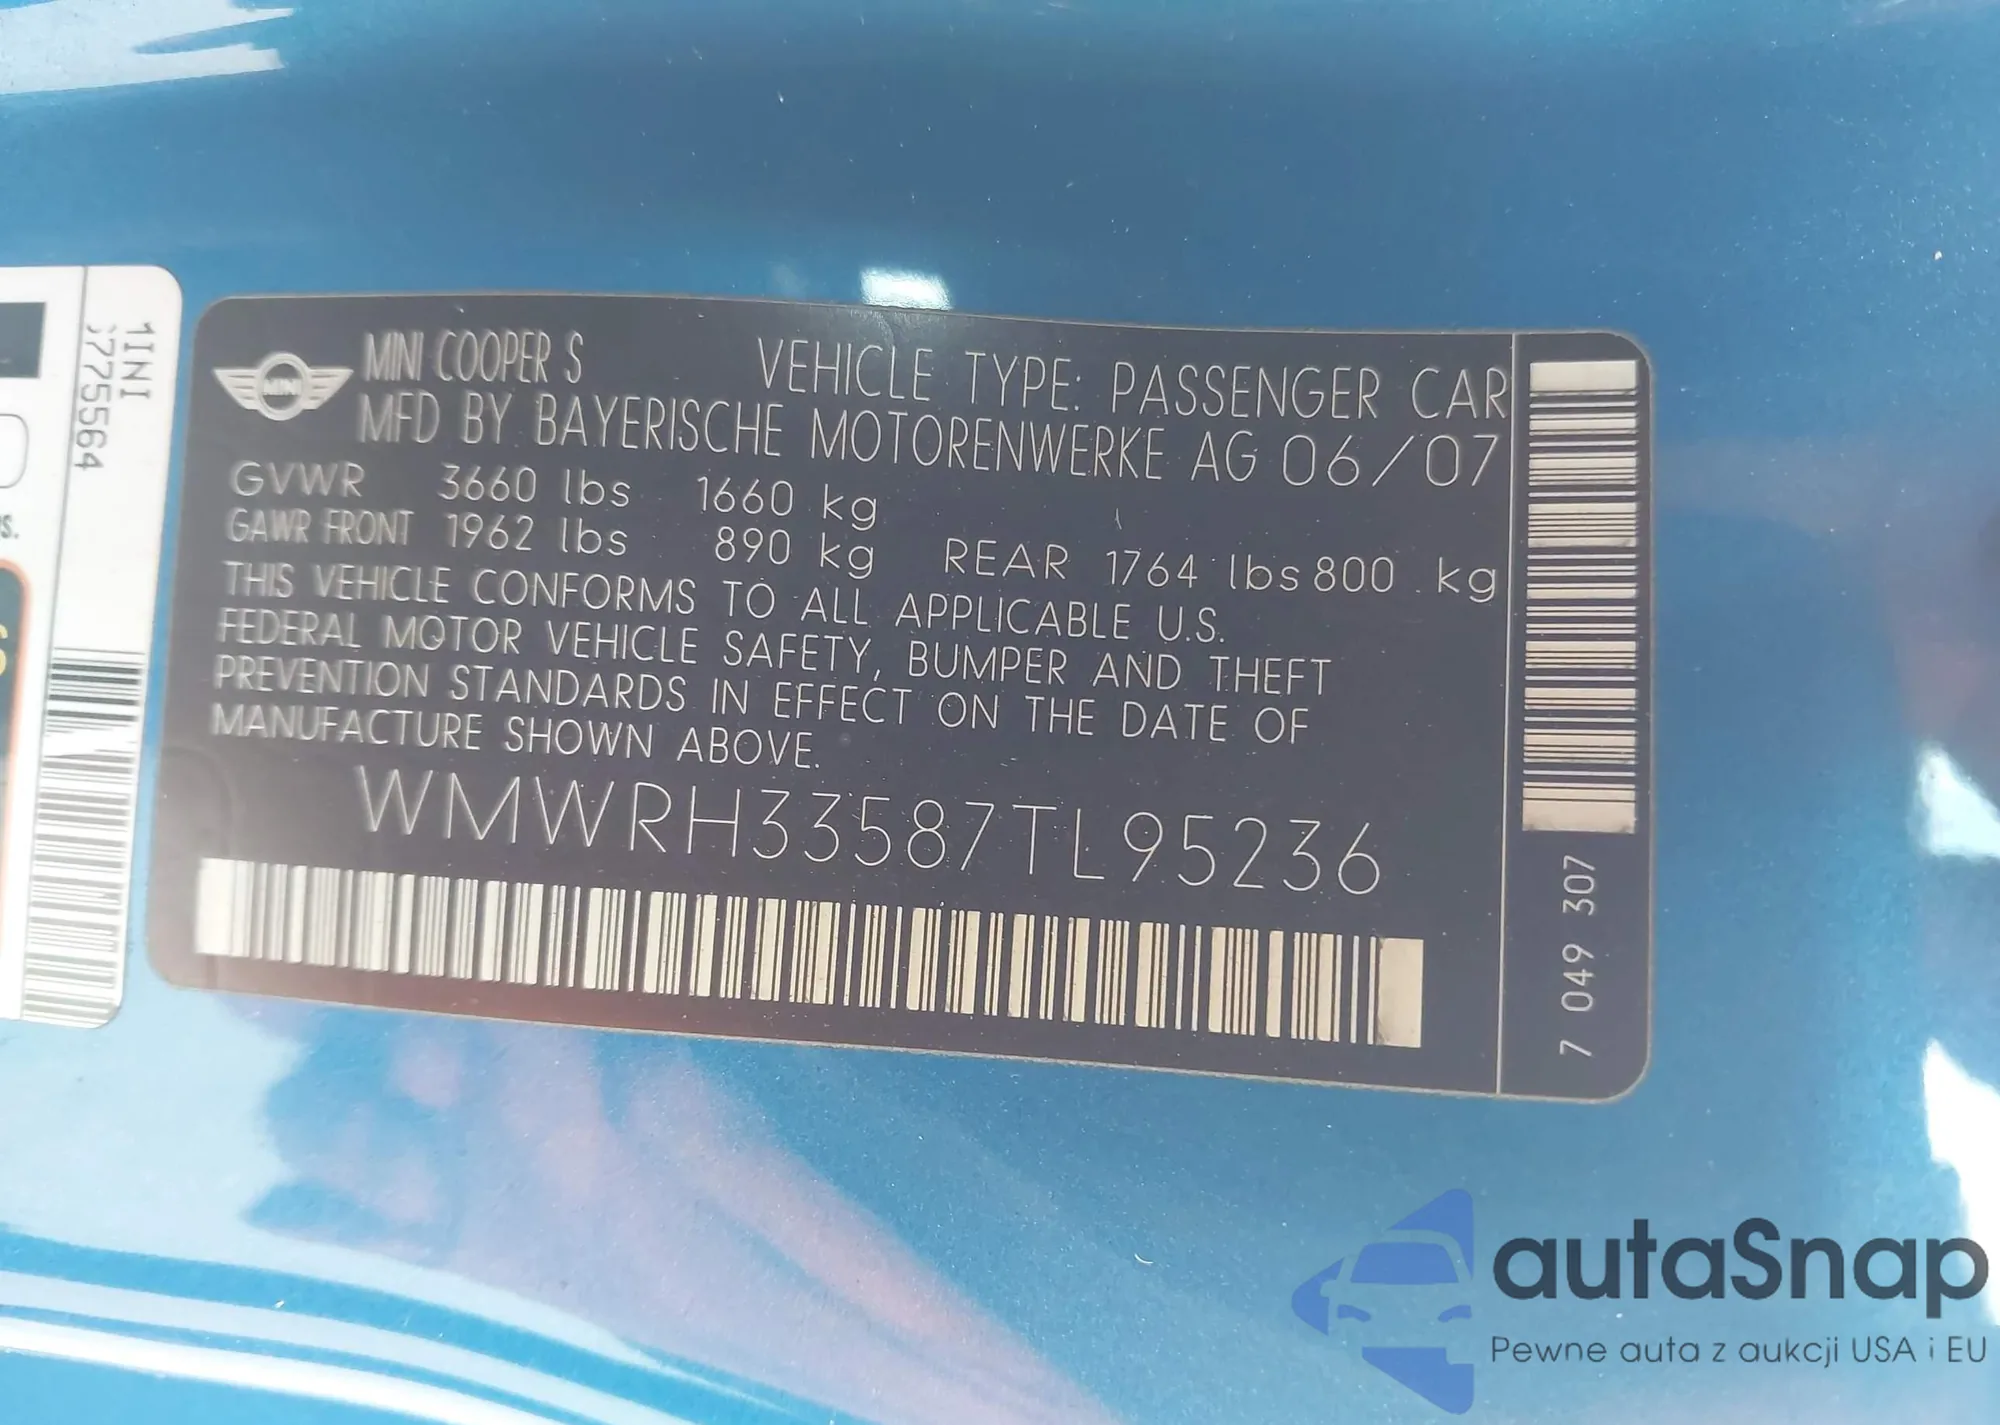 1INI
775564
s.
MINI
MINI COOPER S VEHICLE TYPE: PASSENGER CAR
MFD BY BAYERISCHE MOTORENWERKE AG 06/07
GVWR 3660 lbs 1660 kg
GAWR FRONT 1962 lbs 890 kg REAR 1764 lbs 800 kg
THIS VEHICLE CONFORMS TO ALL APPLICABLE U.S.
FEDERAL MOTOR VEHICLE SAFETY, BUMPER AND THEFT
PREVENTION STANDARDS IN EFFECT ON THE DATE OF
MANUFACTURE SHOWN ABOVE.
WMWRH33587TL95236
7 049 307
autaSnap
Pewne auta z aukcji USA i EU